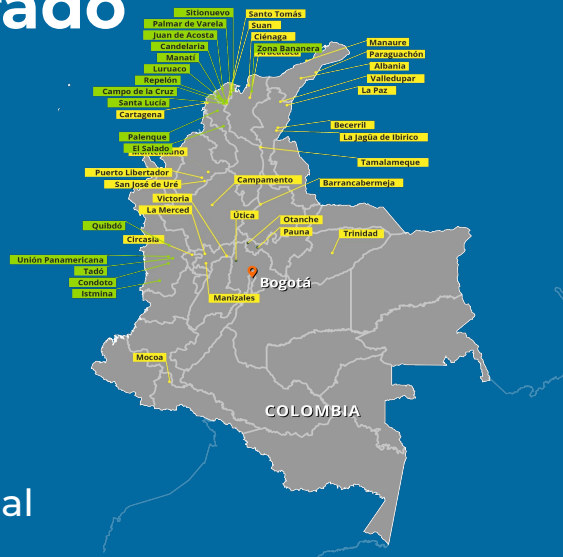 Sitionuevo
Palmar de Varela
Juan de Acosta
Candelaria
Manatí
Luruaco
Repelón
Campo de la Cruz
Santa Lucía
Cartagena
Palenque
El Salado
Puerto Libertador
San José de Uré
Victoria
La Merced
Quibdó
Circasia
Unión Panamericana
Tadó
Condoto
Istmina
Mocoa
Santo Tomás
Suan
Ciénaga
Zona Bananera
Manaure
Paraguachón
Albania
Valledupar
La Paz
Becerril
La Jagüa de Ibirico
Tamalameque
Campamento
Barrancabermeja
Útica
Otanche
Pauna
Trinidad
Bogotá
Manizales
COLOMBIA
al